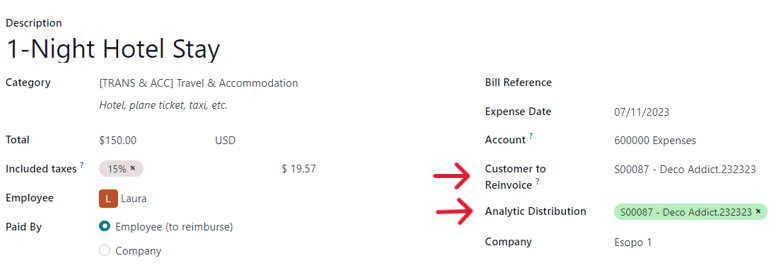 Description
1-Night Hotel Stay
Category
[TRANS & ACC] Travel & Accommodation
Hotel, plane ticket, taxi, etc.
Total
$150.00 USD
Included taxes ?
15% × $ 19.57
Employee
L Laura
Paid By
Employee (to reimburse)
Company
Bill Reference
Expense Date
07/11/2023
Account ?
600000 Expenses
Customer to
Reinvoice ?
S00087 - Deco Addict.232323
Analytic Distribution
S00087 - Deco Addict.232323 ×
Company
Esopo 1